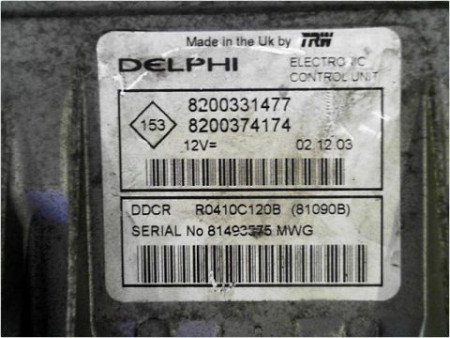 Made in the Uk by TRW
DELPHI
ELECTRONIC
CONTROL UNIT
153
8200331477
8200374174
12V=
02 12 03
DDCR R0410C120B (81090B)
SERIAL No MWG